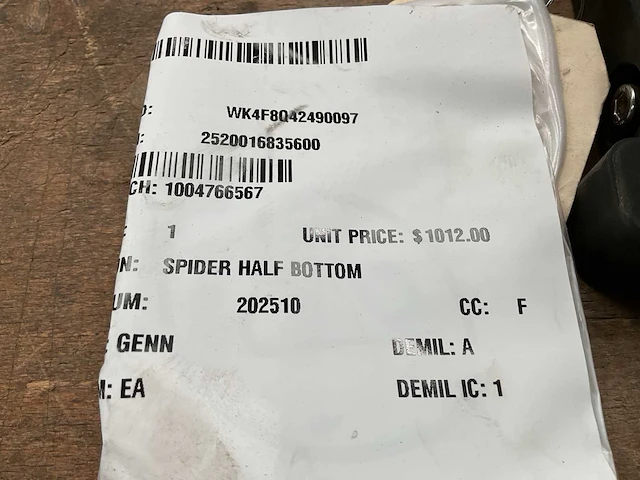 D: WK4F8Q42490097
: 2520016835600
CH: 1004766567
: 1 UNIT PRICE: $1012.00
N: SPIDER HALF BOTTOM
UM: 202510 CC: F
: GENN DEMIL: A
M: EA DEMIL IC: 1